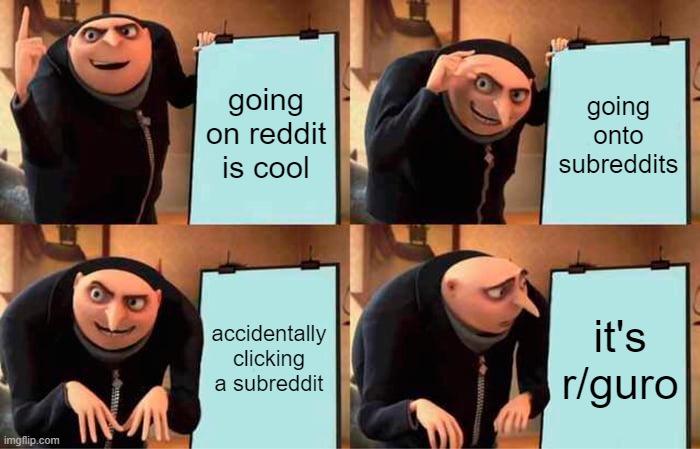 going
on reddit
is cool
going
onto
subreddits
accidentally
clicking
a subreddit
it's
r/guro
imgflip.com